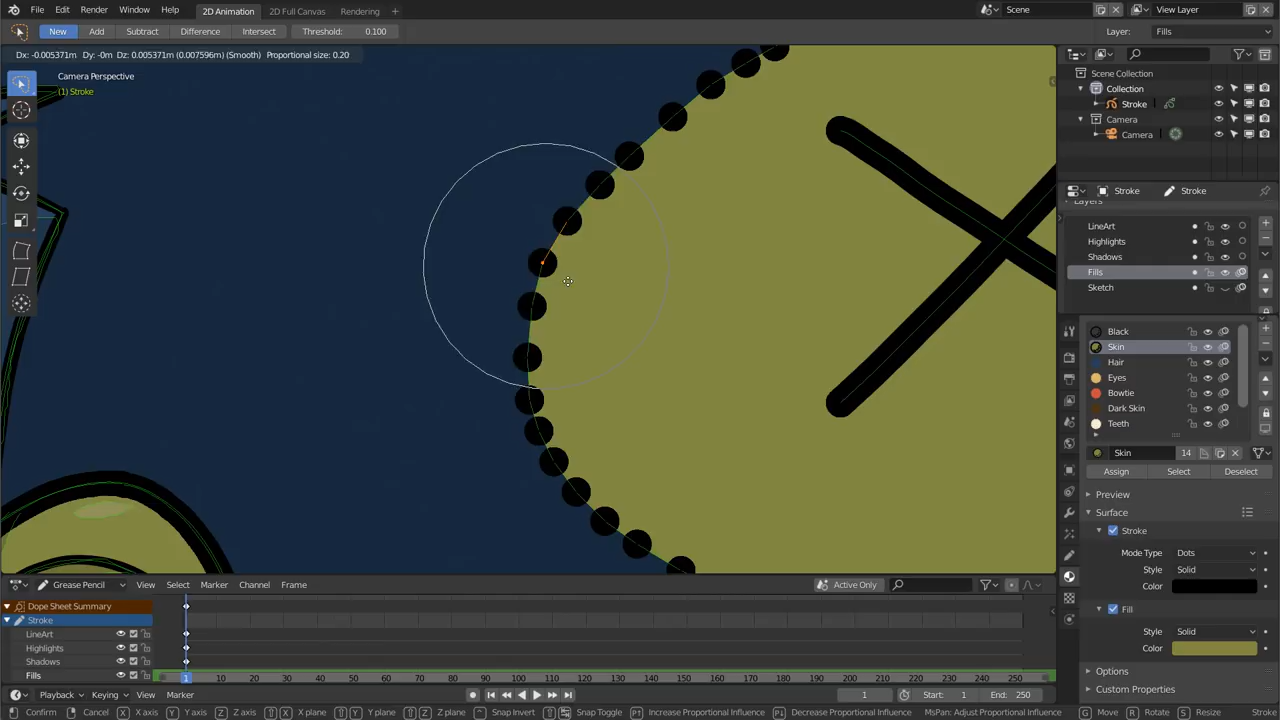 File Edit Render Window Help 2D Animation 2D Full Canvas Rendering + Scene View Layer
New Add Subtract Difference Intersect Threshold: 0.100 Layer: Fills
Dx: -0.005371m Dy: -0m Dz: 0.005371m (0.007596m) (Smooth) Proportional size: 0.20
Camera Perspective
(1) Stroke
Scene Collection
Collection
Stroke
Camera
Camera
Stroke Stroke
Layers
LineArt
Highlights
Shadows
Fills
Sketch
Black
Skin
Hair
Eyes
Bowtie
Dark Skin
Teeth
Skin 14
Assign Select Deselect
Preview
Surface
Stroke
Mode Type Dots
Style Solid
Color
Fill
Style Solid
Color
Options
Custom Properties
Grease Pencil View Select Marker Channel Frame Active Only
Dope Sheet Summary
Stroke
LineArt
Highlights
Shadows
Fills
1 10 20 30 40 50 60 70 80 90 100 110 120 130 140 150 160 170 180 190 200 210 220 230 240 250
Playback Keying View Marker 1 Start: 1 End: 250
Confirm Cancel X axis Y axis Z axis X plane Y plane Z plane Snap Invert Snap Toggle Increase Proportional Influence Decrease Proportional Influence MsPan: Adjust Proportional Influence G Move R Rotate S Resize Stroke